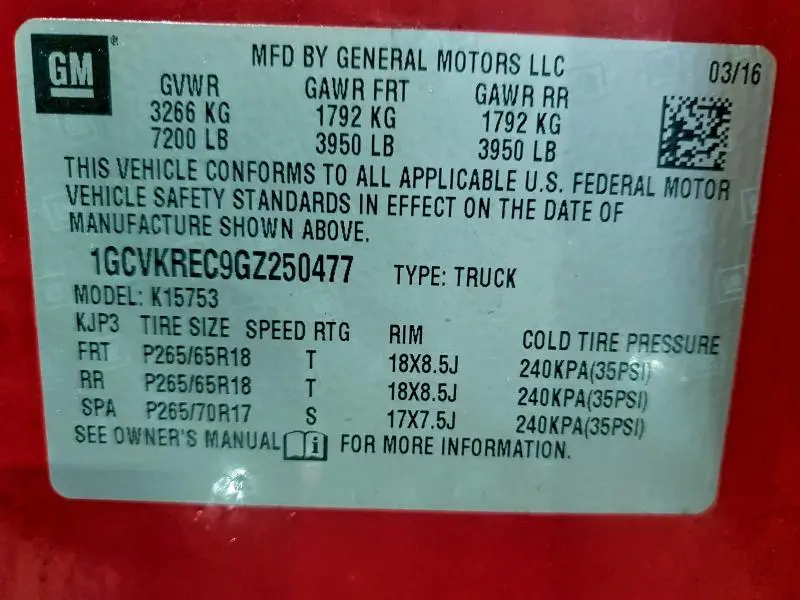 GM
MFD BY GENERAL MOTORS LLC 03/16
GVWR GAWR FRT GAWR RR
3266 KG 1792 KG 1792 KG
7200 LB 3950 LB 3950 LB
THIS VEHICLE CONFORMS TO ALL APPLICABLE U.S. FEDERAL MOTOR
VEHICLE SAFETY STANDARDS IN EFFECT ON THE DATE OF
MANUFACTURE SHOWN ABOVE.
1GCVKREC9GZ250477 TYPE: TRUCK
MODEL: K15753
KJP3 TIRE SIZE SPEED RTG RIM COLD TIRE PRESSURE
FRT P265/65R18 T 18X8.5J 240KPA(35PSI)
RR P265/65R18 T 18X8.5J 240KPA(35PSI)
SPA P265/70R17 S 17X7.5J 240KPA(35PSI)
SEE OWNER'S MANUAL i FOR MORE INFORMATION.